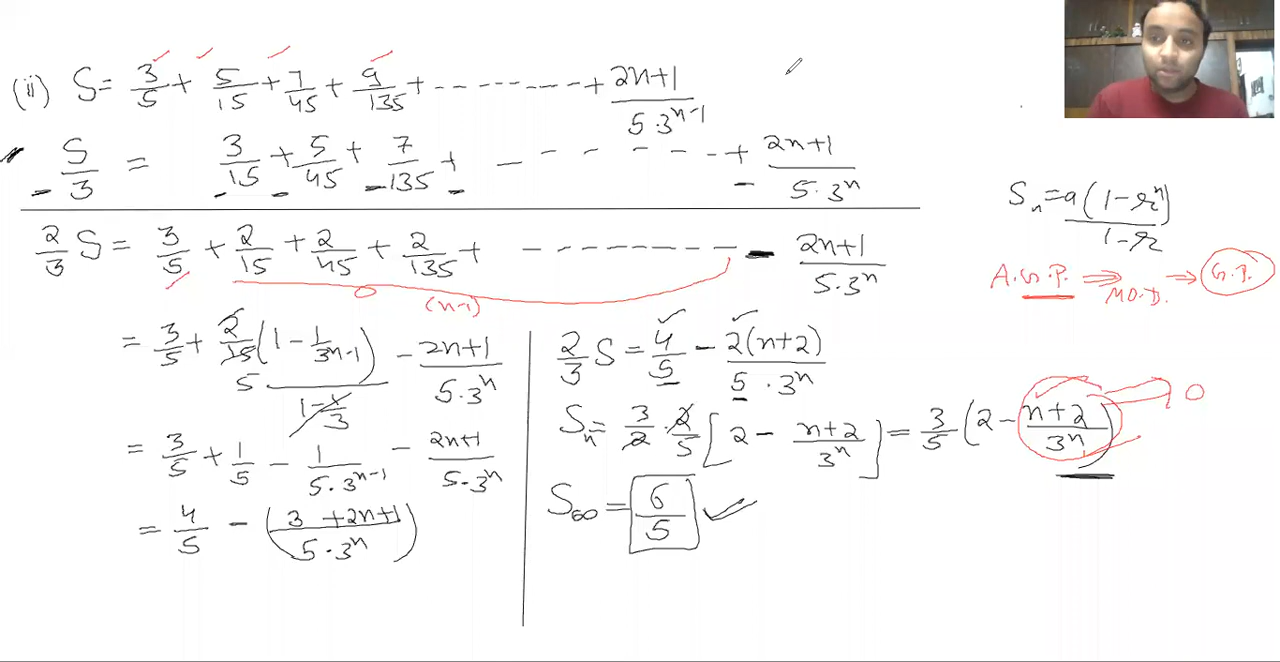 (ii) S = 3/5 + 5/15 + 7/45 + 9/135 + - - - - - - - - + (2n+1)/(5·3^(n-1))
- S/3 = 3/15 + 5/45 + 7/135 + - - - - - - - + (2n+1)/(5·3^n)
2/3 S = 3/5 + 2/15 + 2/45 + 2/135 + - - - - - - - - - (2n+1)/(5·3^n)
(n-1)
= 3/5 + 2/15 (1 - 1/3^(n-1)) / (1 - 1/3) - (2n+1)/(5·3^n)
5
= 3/5 + 1/5 - 1/(5·3^(n-1)) - (2n+1)/(5·3^n)
= 4/5 - ((3 + 2n+1)/(5·3^n))
2/3 S = 4/5 - 2(n+2)/(5·3^n)
S_n = 3/2 · 2/5 [2 - (n+2)/3^n] = 3/5 (2 - (n+2)/3^n) 0
S_∞ = 6/5
S_n = a(1 - r^n)/(1 - r)
A.G.P. ⇒ M.O.D. → G.P.